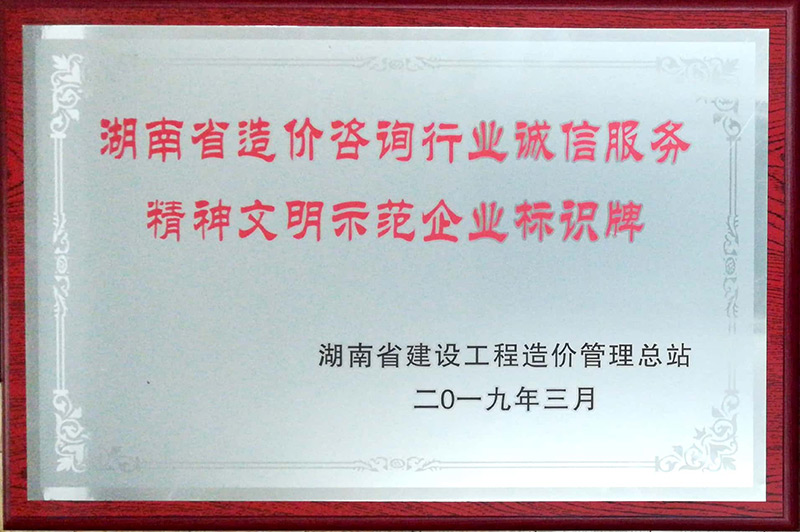 湖南省造价咨询行业诚信服务
精神文明示范企业标识牌
湖南省建设工程造价管理总站
二0一九年三月